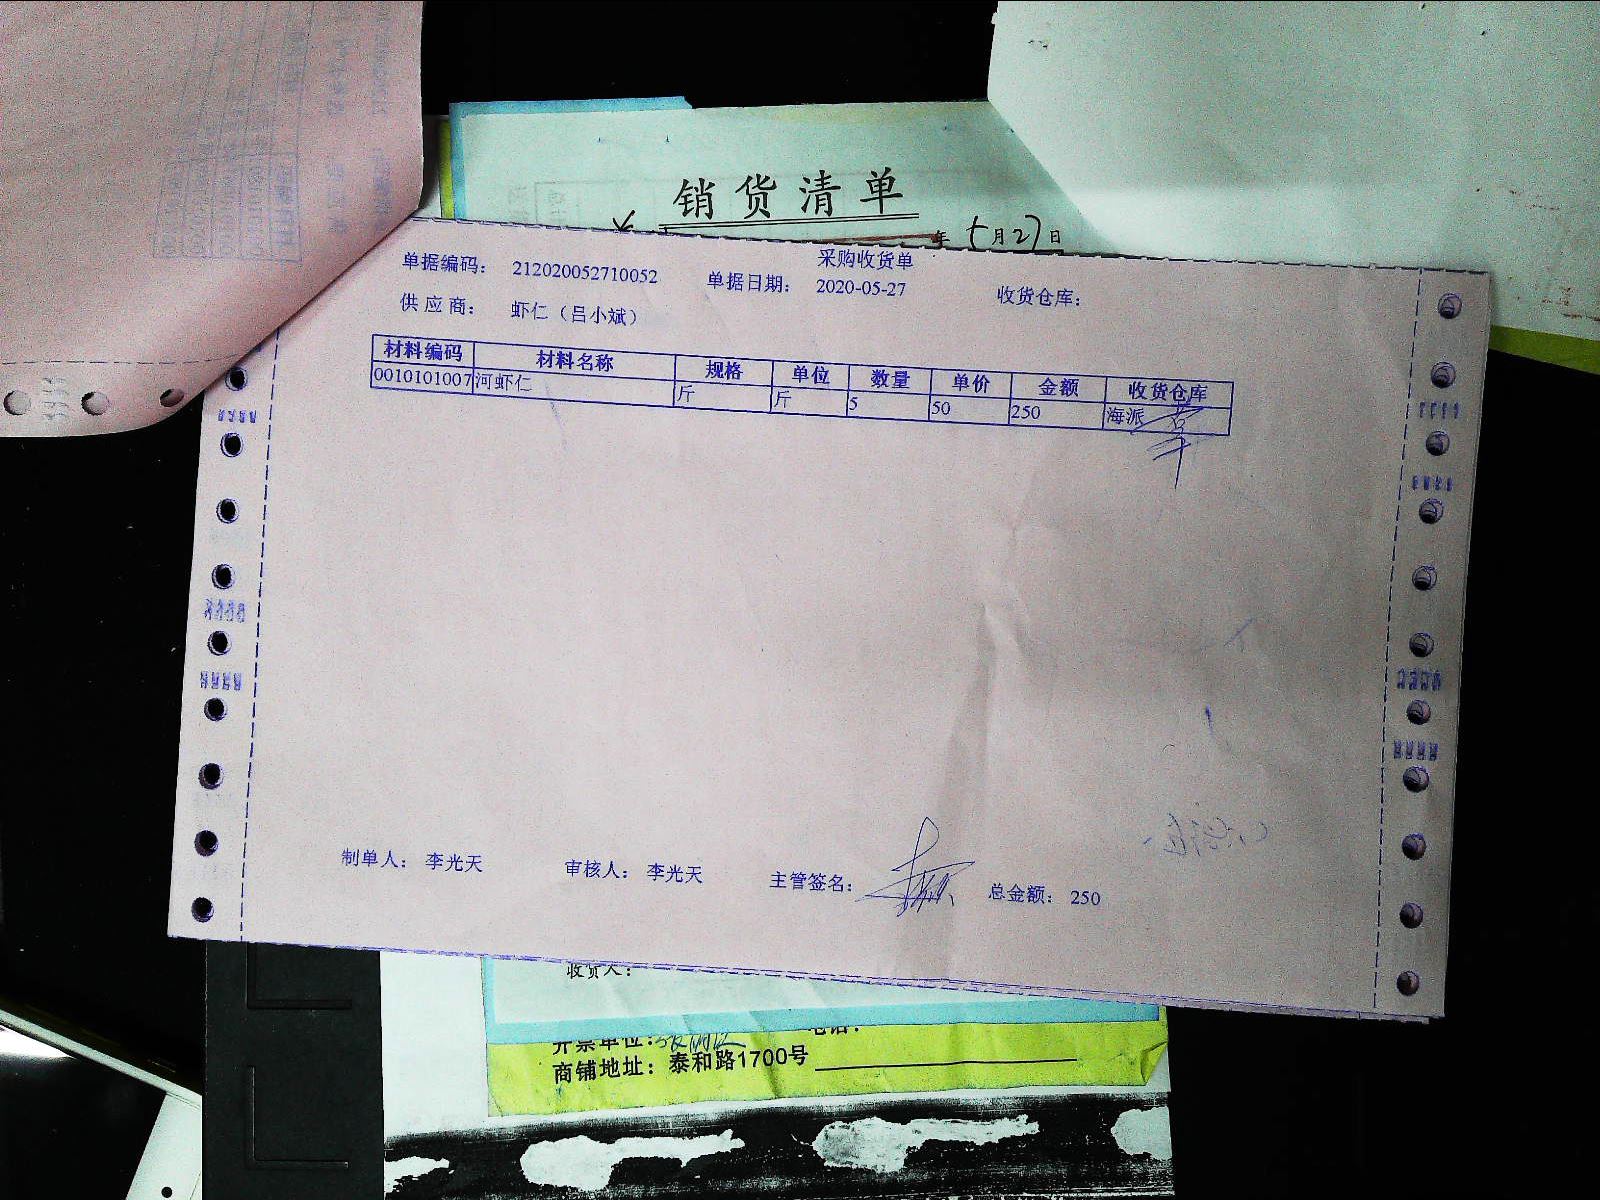 销货清单
年 5月27日
采购收货单
单据编码: 212020052710052 单据日期: 2020-05-27 收货仓库:
供应商: 虾仁（吕小斌）
材料编码 材料名称 规格 单位 数量 单价 金额 收货仓库
0010101007 河虾仁 斤 斤 5 50 250 海派
制单人: 李光天 审核人: 李光天 主管签名: 总金额: 250
收货人:
开票单位: 电话:
商铺地址: 泰和路1700号